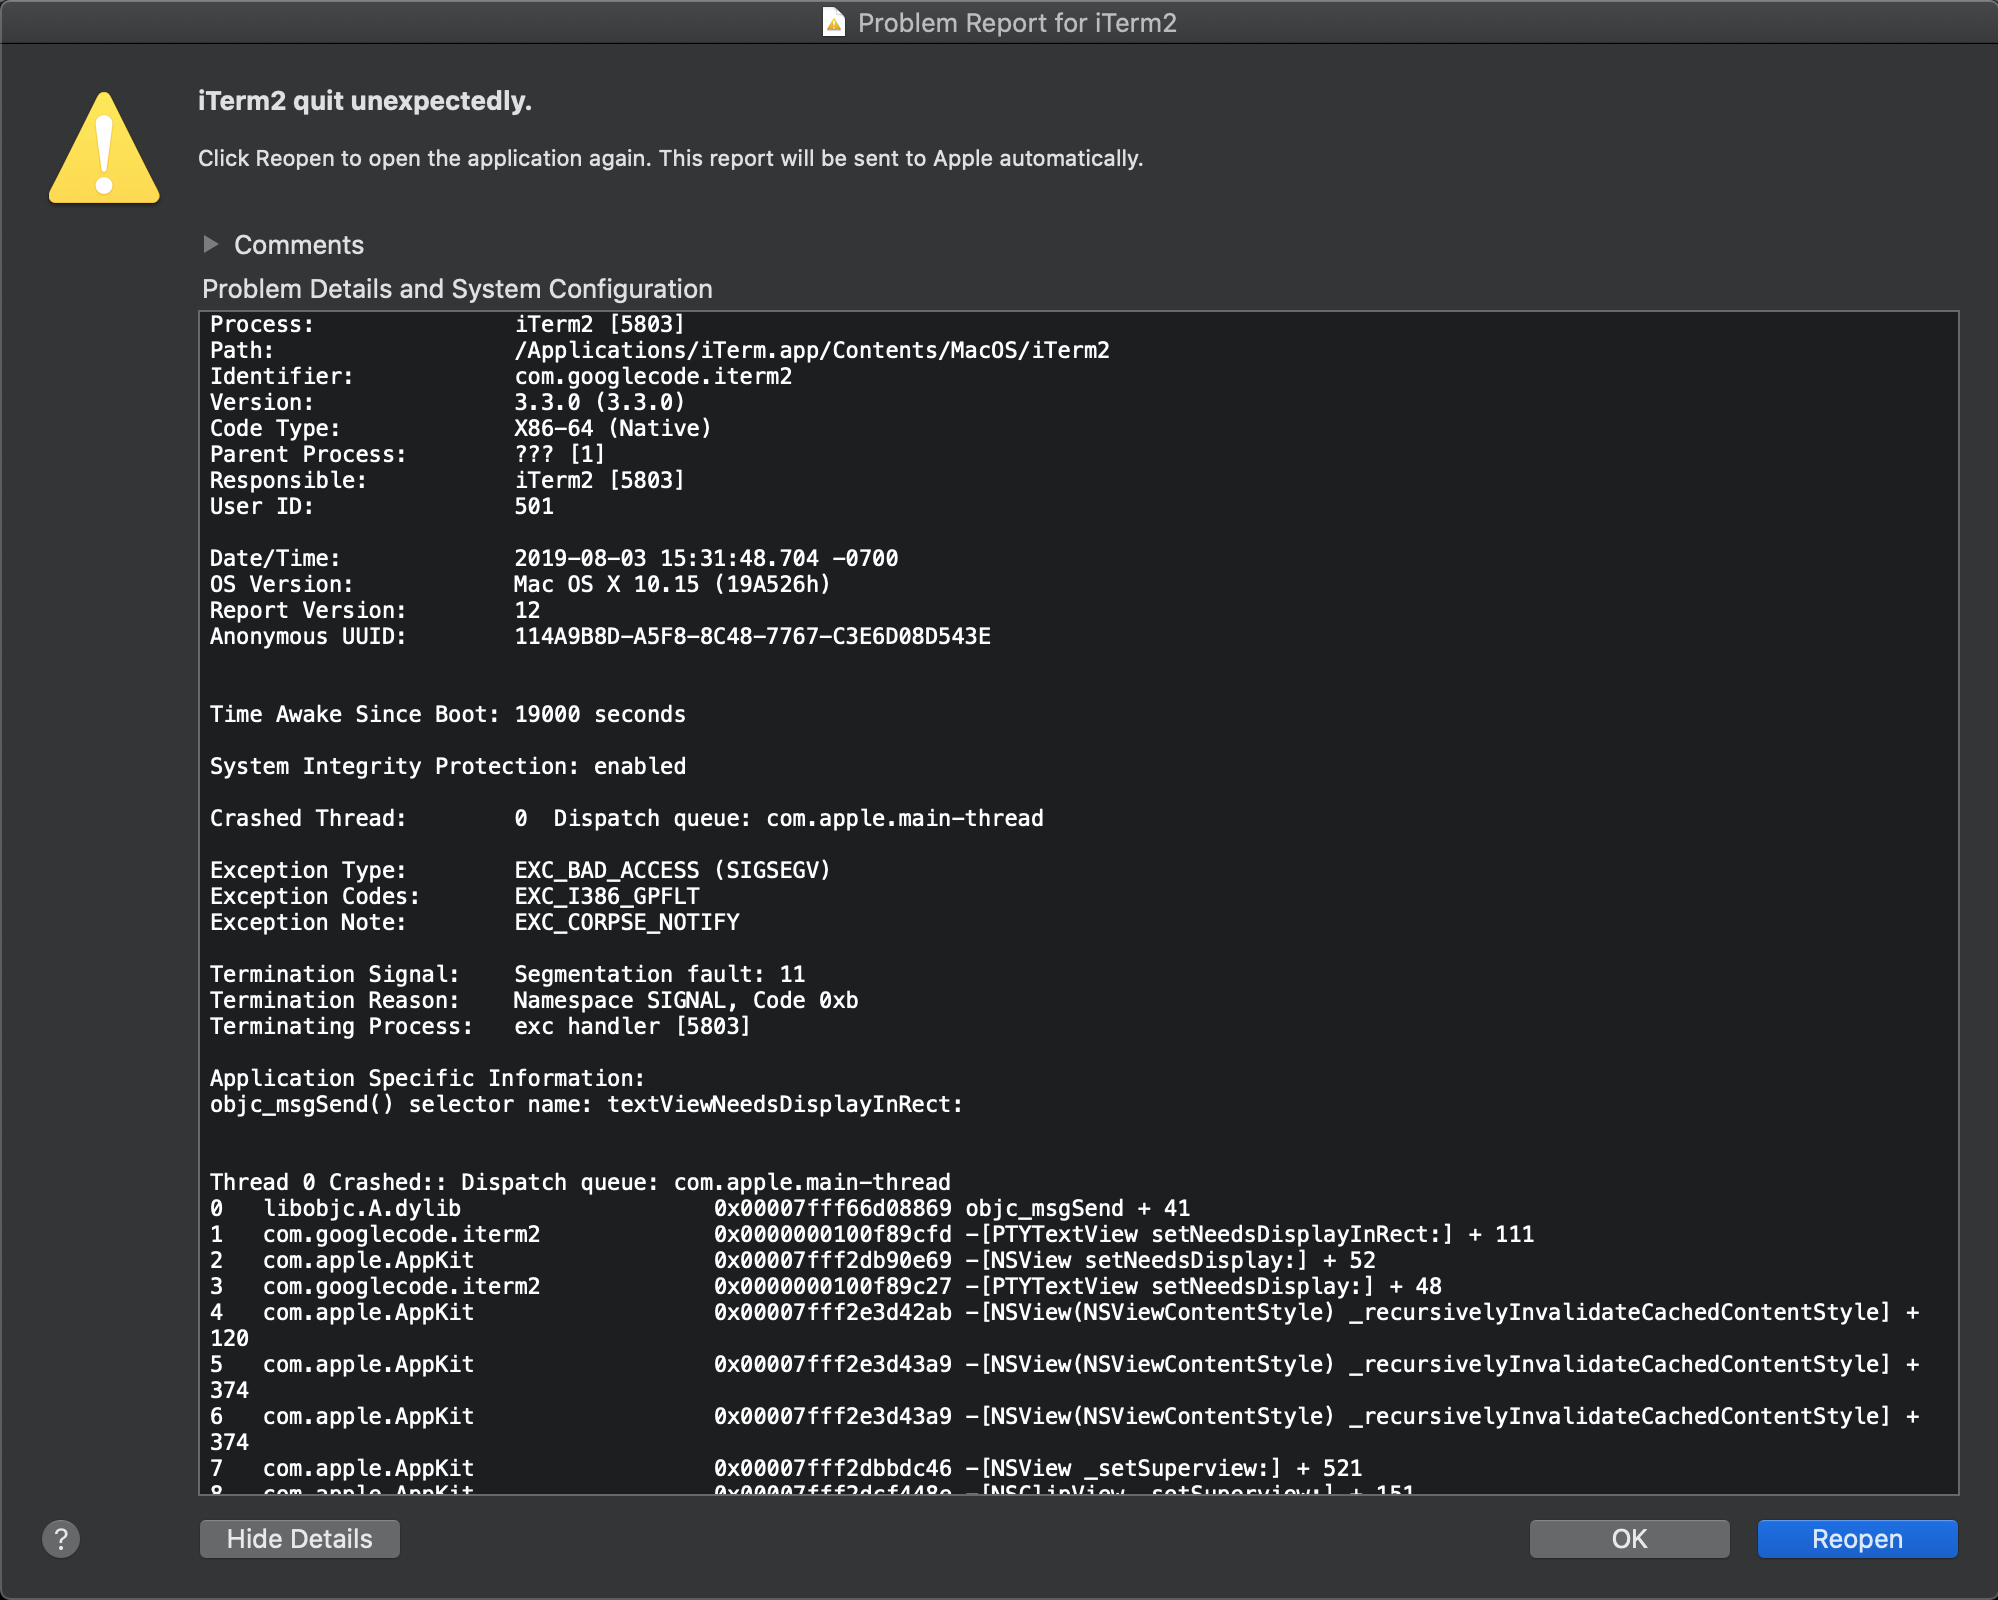 Problem Report for iTerm2
iTerm2 quit unexpectedly.
Click Reopen to open the application again. This report will be sent to Apple automatically.
Comments
Problem Details and System Configuration
Process: iTerm2 [5803]
Path: /Applications/iTerm.app/Contents/MacOS/iTerm2
Identifier: com.googlecode.iterm2
Version: 3.3.0 (3.3.0)
Code Type: X86-64 (Native)
Parent Process: ??? [1]
Responsible: iTerm2 [5803]
User ID: 501
Date/Time: 2019-08-03 15:31:48.704 -0700
OS Version: Mac OS X 10.15 (19A526h)
Report Version: 12
Anonymous UUID: 114A9B8D-A5F8-8C48-7767-C3E6D08D543E
Time Awake Since Boot: 19000 seconds
System Integrity Protection: enabled
Crashed Thread: 0 Dispatch queue: com.apple.main-thread
Exception Type: EXC_BAD_ACCESS (SIGSEGV)
Exception Codes: EXC_I386_GPFLT
Exception Note: EXC_CORPSE_NOTIFY
Termination Signal: Segmentation fault: 11
Termination Reason: Namespace SIGNAL, Code 0xb
Terminating Process: exc handler [5803]
Application Specific Information:
objc_msgSend() selector name: textViewNeedsDisplayInRect:
Thread 0 Crashed:: Dispatch queue: com.apple.main-thread
0 libobjc.A.dylib 0x00007fff66d08869 objc_msgSend + 41
1 com.googlecode.iterm2 0x0000000100f89cfd -[PTYTextView setNeedsDisplayInRect:] + 111
2 com.apple.AppKit 0x00007fff2db90e69 -[NSView setNeedsDisplay:] + 52
3 com.googlecode.iterm2 0x0000000100f89c27 -[PTYTextView setNeedsDisplay:] + 48
4 com.apple.AppKit 0x00007fff2e3d42ab -[NSView(NSViewContentStyle) _recursivelyInvalidateCachedContentStyle] +
120
5 com.apple.AppKit 0x00007fff2e3d43a9 -[NSView(NSViewContentStyle) _recursivelyInvalidateCachedContentStyle] +
374
6 com.apple.AppKit 0x00007fff2e3d43a9 -[NSView(NSViewContentStyle) _recursivelyInvalidateCachedContentStyle] +
374
7 com.apple.AppKit 0x00007fff2dbbdc46 -[NSView _setSuperview:] + 521
8 com.apple.AppKit 0x00007fff2dcf448e -[NSClipView _setSuperview:] + 151
?
Hide Details
OK
Reopen